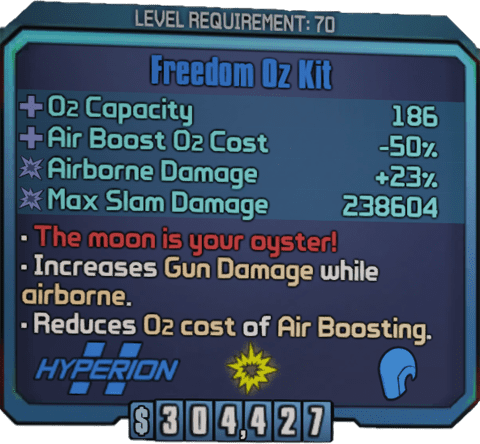 LEVEL REQUIREMENT: 70
Freedom Oz Kit
O2 Capacity 186
Air Boost O2 Cost -50%
Airborne Damage +23%
Max Slam Damage 238604
• The moon is your oyster!
• Increases Gun Damage while
airborne.
• Reduces O2 cost of Air Boosting.
HYPERION
$304,427